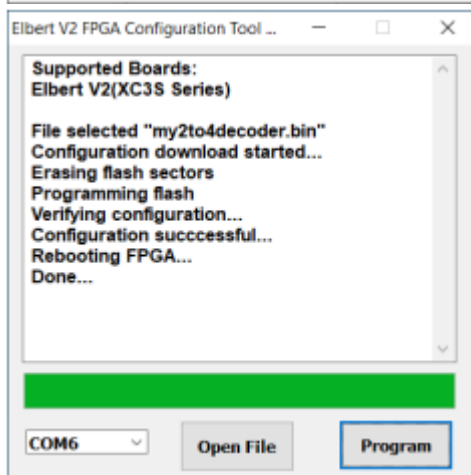 Elbert V2 FPGA Configuration Tool ...
Supported Boards:
Elbert V2(XC3S Series)
File selected "my2to4decoder.bin"
Configuration download started...
Erasing flash sectors
Programming flash
Verifying configuration...
Configuration succcessful...
Rebooting FPGA...
Done...
COM6
Open File
Program